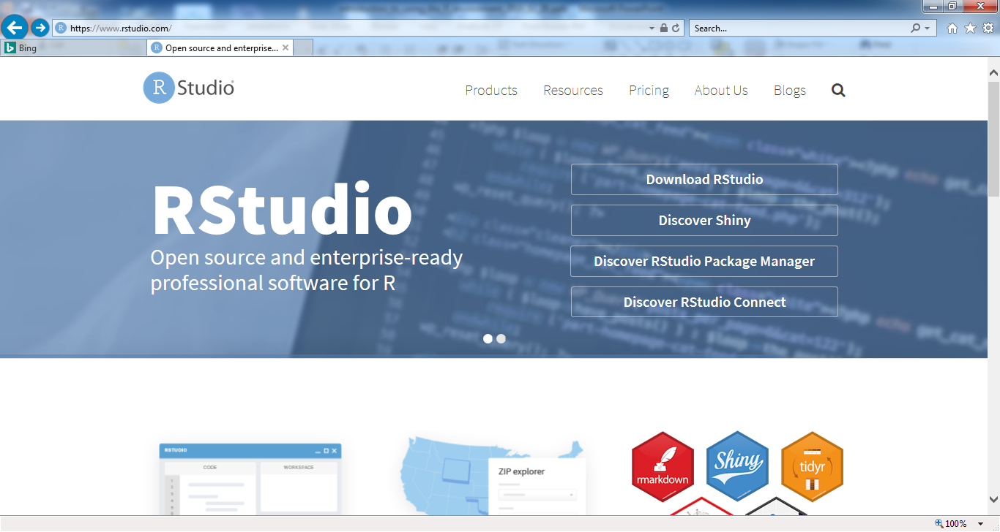 https://www.rstudio.com/
Search...
Bing
Open source and enterprise...
R Studio
Products
Resources
Pricing
About Us
Blogs
RStudio
Open source and enterprise-ready
professional software for R
Download RStudio
Discover Shiny
Discover RStudio Package Manager
Discover RStudio Connect
RSTUDIO
CODE
WORKSPACE
ZIP explorer
rmarkdown
Shiny
tidyr
100%